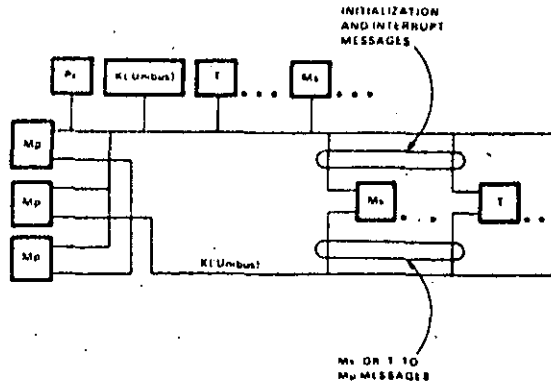 INITIALIZATION
AND INTERRUPT
MESSAGES
Pc
K(Unibus)
T
Ms
Mp
Mp
Mp
Ms
T
K(Unibus)
Ms OR T TO
Mp MESSAGES